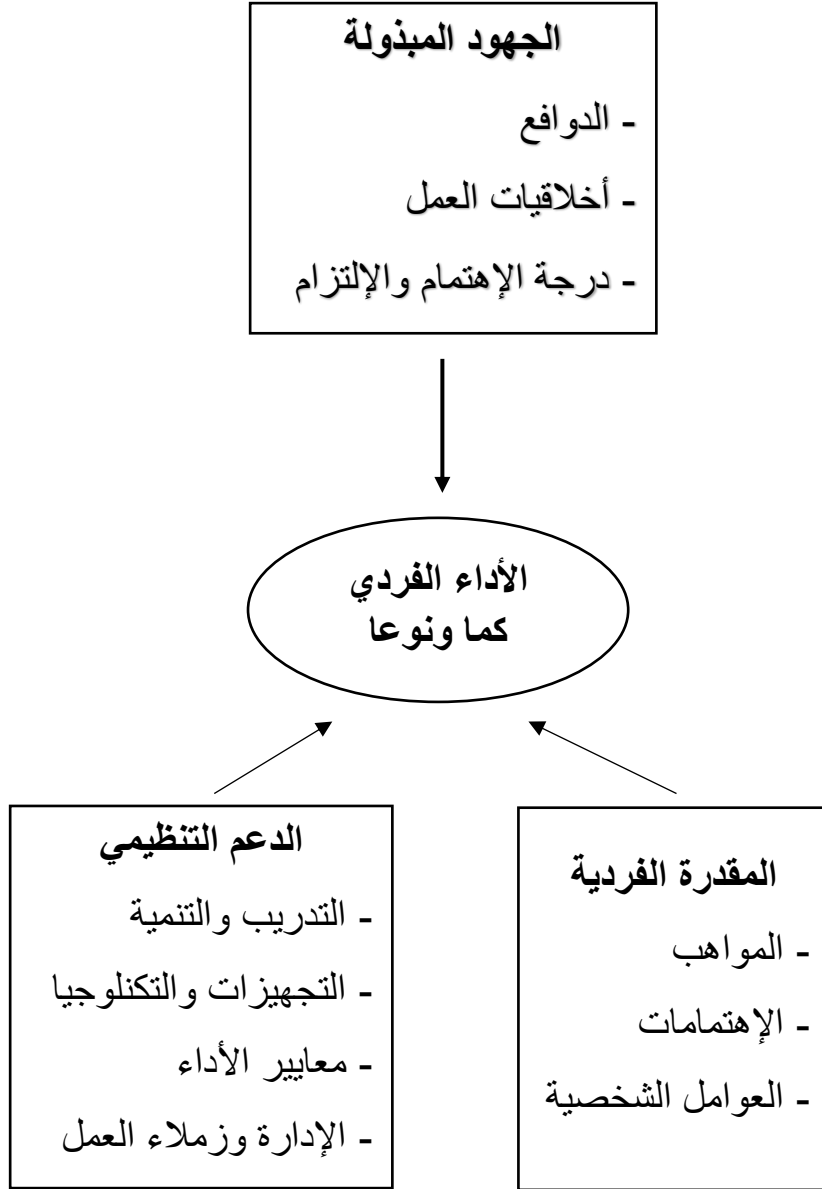 الجهود المبذولة
- الدوافع
- أخلاقيات العمل
- درجة الإهتمام والإلتزام
الأداء الفردي
كما ونوعا
المقدرة الفردية
- المواهب
- الإهتمامات
- العوامل الشخصية
الدعم التنظيمي
- التدريب والتنمية
- التجهيزات والتكنلوجيا
- معايير الأداء
- الإدارة وزملاء العمل